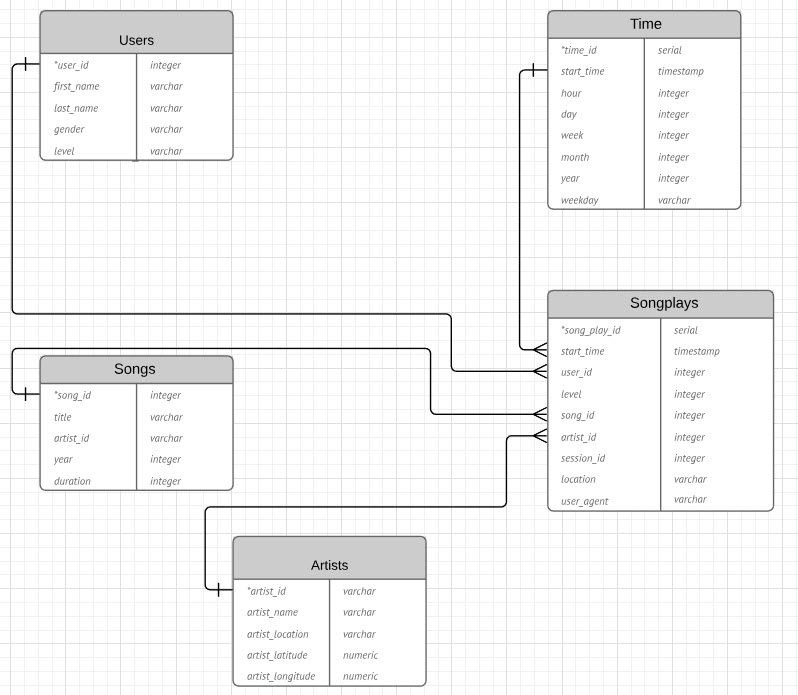 Users
*user_id integer
first_name varchar
last_name varchar
gender varchar
level varchar
Time
*time_id serial
start_time timestamp
hour integer
day integer
week integer
month integer
year integer
weekday varchar
Songplays
*song_play_id serial
start_time timestamp
user_id integer
level integer
song_id integer
artist_id integer
session_id integer
location varchar
user_agent varchar
Songs
*song_id integer
title varchar
artist_id varchar
year integer
duration integer
Artists
*artist_id varchar
artist_name varchar
artist_location varchar
artist_latitude numeric
artist_longitude numeric